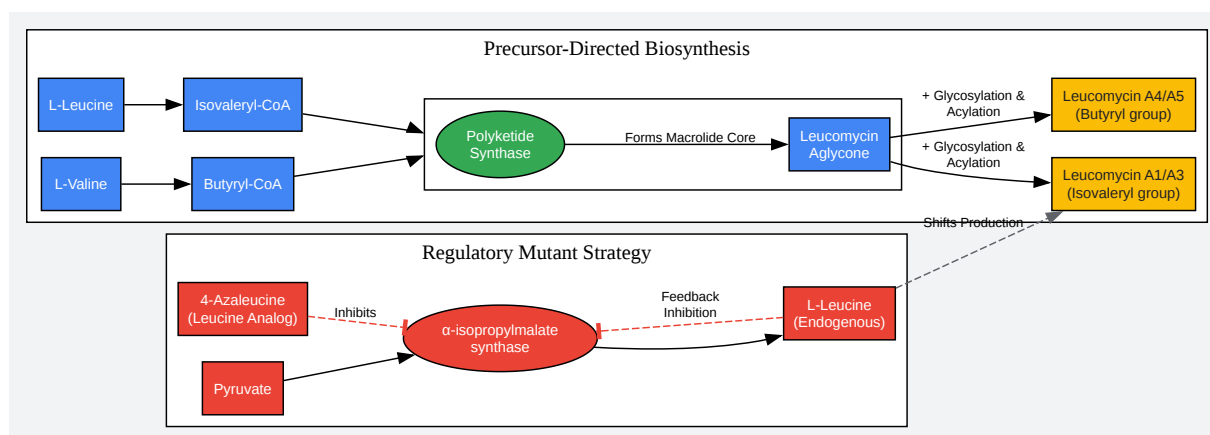 Precursor-Directed Biosynthesis
L-Leucine
Isovaleryl-CoA
L-Valine
Butyryl-CoA
Polyketide
Synthase
Forms Macrolide Core
Leucomycin
Aglycone
+ Glycosylation &
Acylation
+ Glycosylation &
Acylation
Leucomycin A4/A5
(Butyryl group)
Leucomycin A1/A3
(Isovaleryl group)
Shifts Production
Regulatory Mutant Strategy
4-Azaleucine
(Leucine Analog)
Inhibits
Pyruvate
α-isopropylmalate
synthase
Feedback
Inhibition
L-Leucine
(Endogenous)